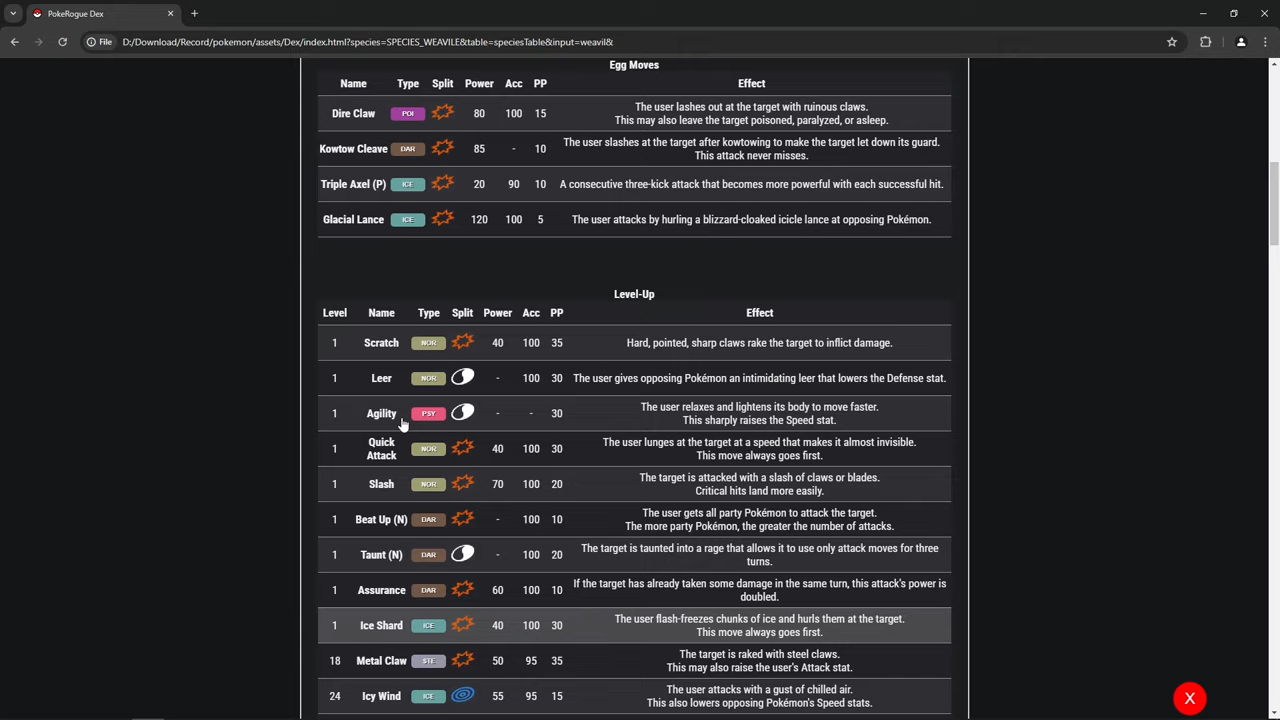 PokeRogue Dex
File
D:/Download/Record/pokemon/assets/Dex/index.html?species=SPECIES_WEAVILE&table=speciesTable&input=weavil&
Egg Moves
Name Type Split Power Acc PP Effect
Dire Claw POI 80 100 15 The user lashes out at the target with ruinous claws.
This may also leave the target poisoned, paralyzed, or asleep.
Kowtow Cleave DAR 85 - 10 The user slashes at the target after kowtowing to make the target let down its guard.
This attack never misses.
Triple Axel (P) ICE 20 90 10 A consecutive three-kick attack that becomes more powerful with each successful hit.
Glacial Lance ICE 120 100 5 The user attacks by hurling a blizzard-cloaked icicle lance at opposing Pokémon.
Level-Up
Level Name Type Split Power Acc PP Effect
1 Scratch NOR 40 100 35 Hard, pointed, sharp claws rake the target to inflict damage.
1 Leer NOR - 100 30 The user gives opposing Pokémon an intimidating leer that lowers the Defense stat.
1 Agility PSY - - 30 The user relaxes and lightens its body to move faster.
This sharply raises the Speed stat.
1 Quick Attack NOR 40 100 30 The user lunges at the target at a speed that makes it almost invisible.
This move always goes first.
1 Slash NOR 70 100 20 The target is attacked with a slash of claws or blades.
Critical hits land more easily.
1 Beat Up (N) DAR - 100 10 The user gets all party Pokémon to attack the target.
The more party Pokémon, the greater the number of attacks.
1 Taunt (N) DAR - 100 20 The target is taunted into a rage that allows it to use only attack moves for three
turns.
1 Assurance DAR 60 100 10 If the target has already taken some damage in the same turn, this attack's power is
doubled.
1 Ice Shard ICE 40 100 30 The user flash-freezes chunks of ice and hurls them at the target.
This move always goes first.
18 Metal Claw STE 50 95 35 The target is raked with steel claws.
This may also raise the user's Attack stat.
24 Icy Wind ICE 55 95 15 The user attacks with a gust of chilled air.
This also lowers opposing Pokémon's Speed stats.
X